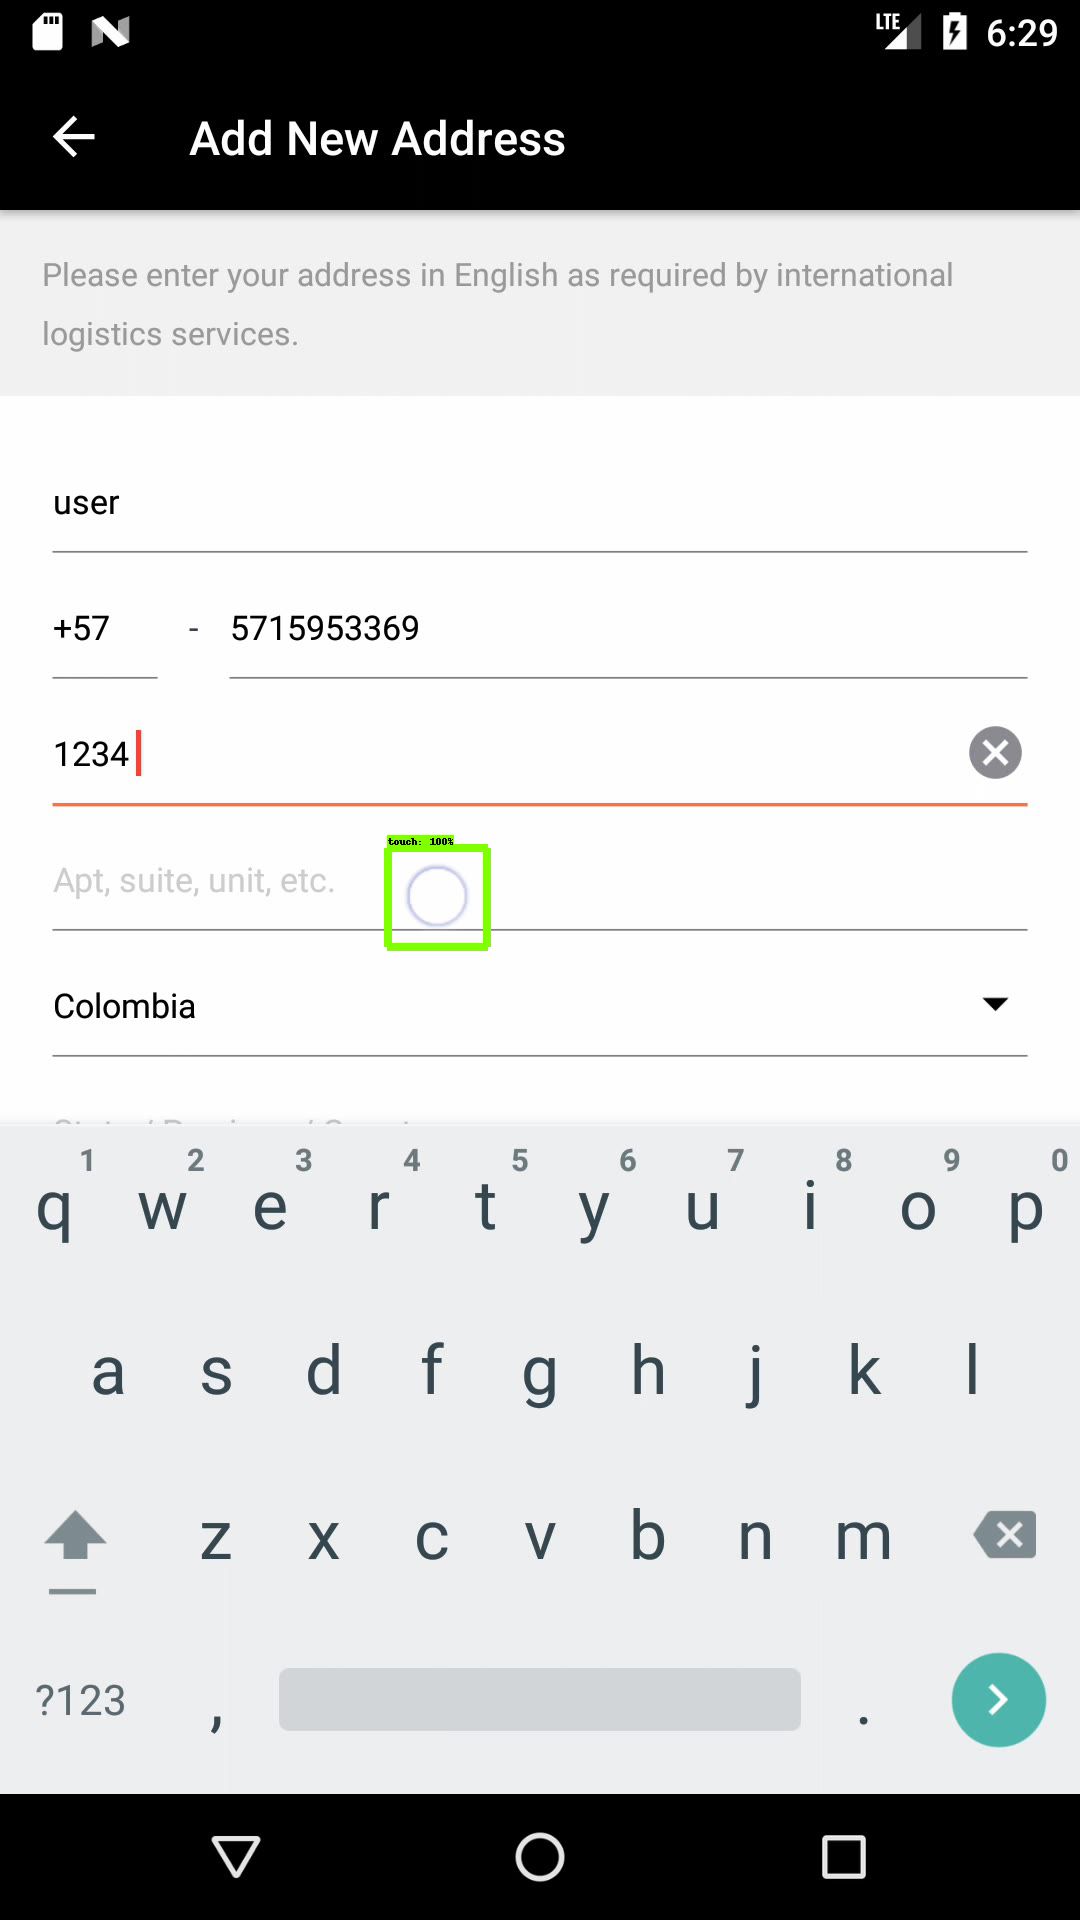 LTE 6:29
Add New Address
Please enter your address in English as required by international
logistics services.
user
+57 - 5715953369
1234
touch: 100%
Apt, suite, unit, etc.
Colombia
1 2 3 4 5 6 7 8 9 0
q w e r t y u i o p
a s d f g h j k l
z x c v b n m
?123 , .